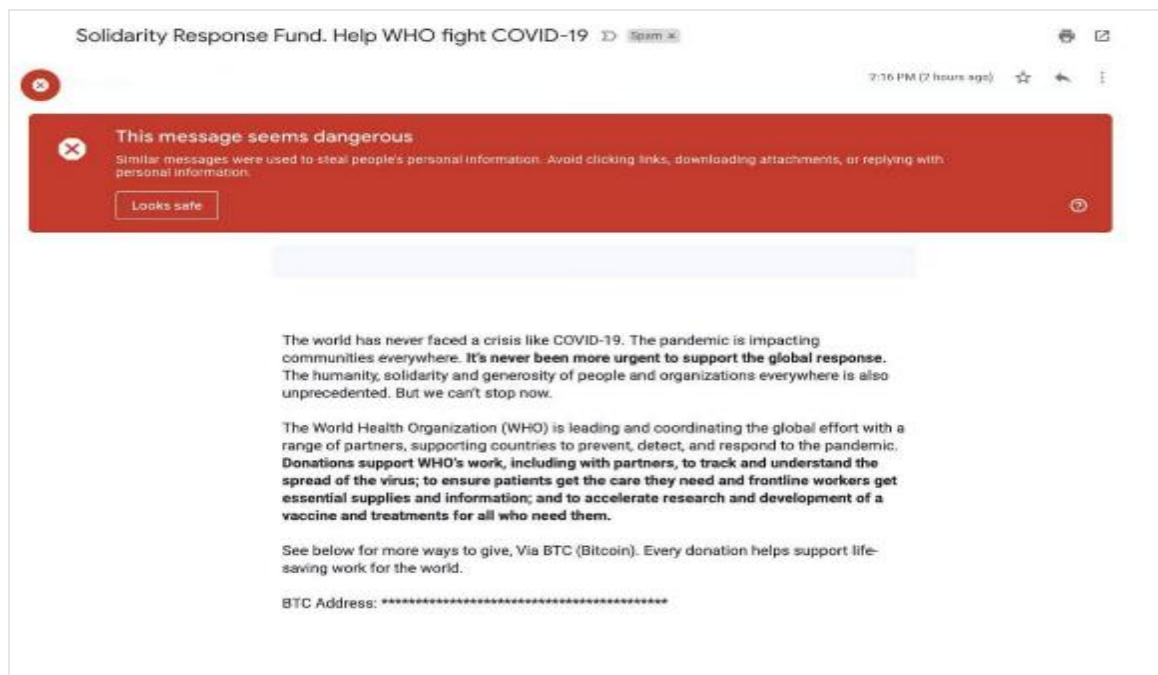 Solidarity Response Fund. Help WHO fight COVID-19 Spam x
2:16 PM (2 hours ago)
This message seems dangerous
Similar messages were used to steal people's personal information. Avoid clicking links, downloading attachments, or replying with
personal information.
Looks safe
The world has never faced a crisis like COVID-19. The pandemic is impacting
communities everywhere. It's never been more urgent to support the global response.
The humanity, solidarity and generosity of people and organizations everywhere is also
unprecedented. But we can't stop now.
The World Health Organization (WHO) is leading and coordinating the global effort with a
range of partners, supporting countries to prevent, detect, and respond to the pandemic.
Donations support WHO's work, including with partners, to track and understand the
spread of the virus; to ensure patients get the care they need and frontline workers get
essential supplies and information; and to accelerate research and development of a
vaccine and treatments for all who need them.
See below for more ways to give, Via BTC (Bitcoin). Every donation helps support life-
saving work for the world.
BTC Address: ******************************************